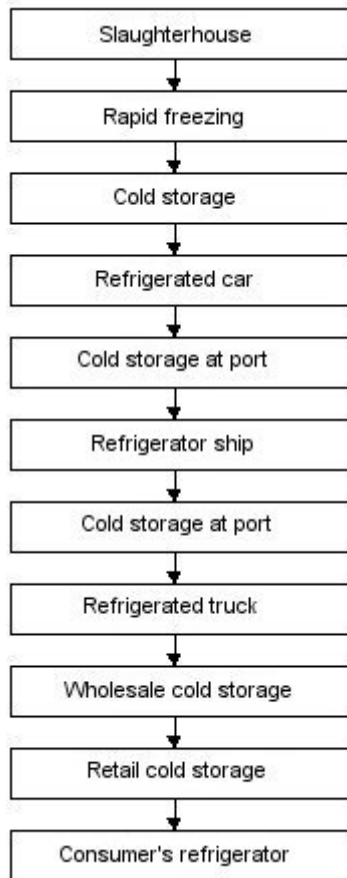 Slaughterhouse
Rapid freezing
Cold storage
Refrigerated car
Cold storage at port
Refrigerator ship
Cold storage at port
Refrigerated truck
Wholesale cold storage
Retail cold storage
Consumer's refrigerator